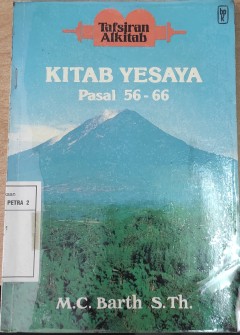 Tafsiran
Alkitab
KITAB YESAYA
Pasal 56-66
PETRA 2
M.C. Barth S.Th.